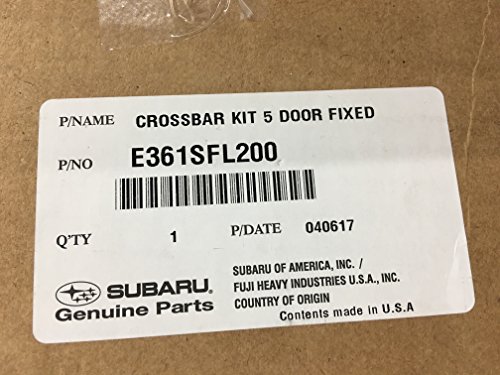 P/NAME CROSSBAR KIT 5 DOOR FIXED
P/NO E361SFL200
Q'TY 1 P/DATE 040617
SUBARU®
Genuine Parts
SUBARU OF AMERICA, INC. /
FUJI HEAVY INDUSTRIES U.S.A., INC.
COUNTRY OF ORIGIN
Contents made in U.S.A